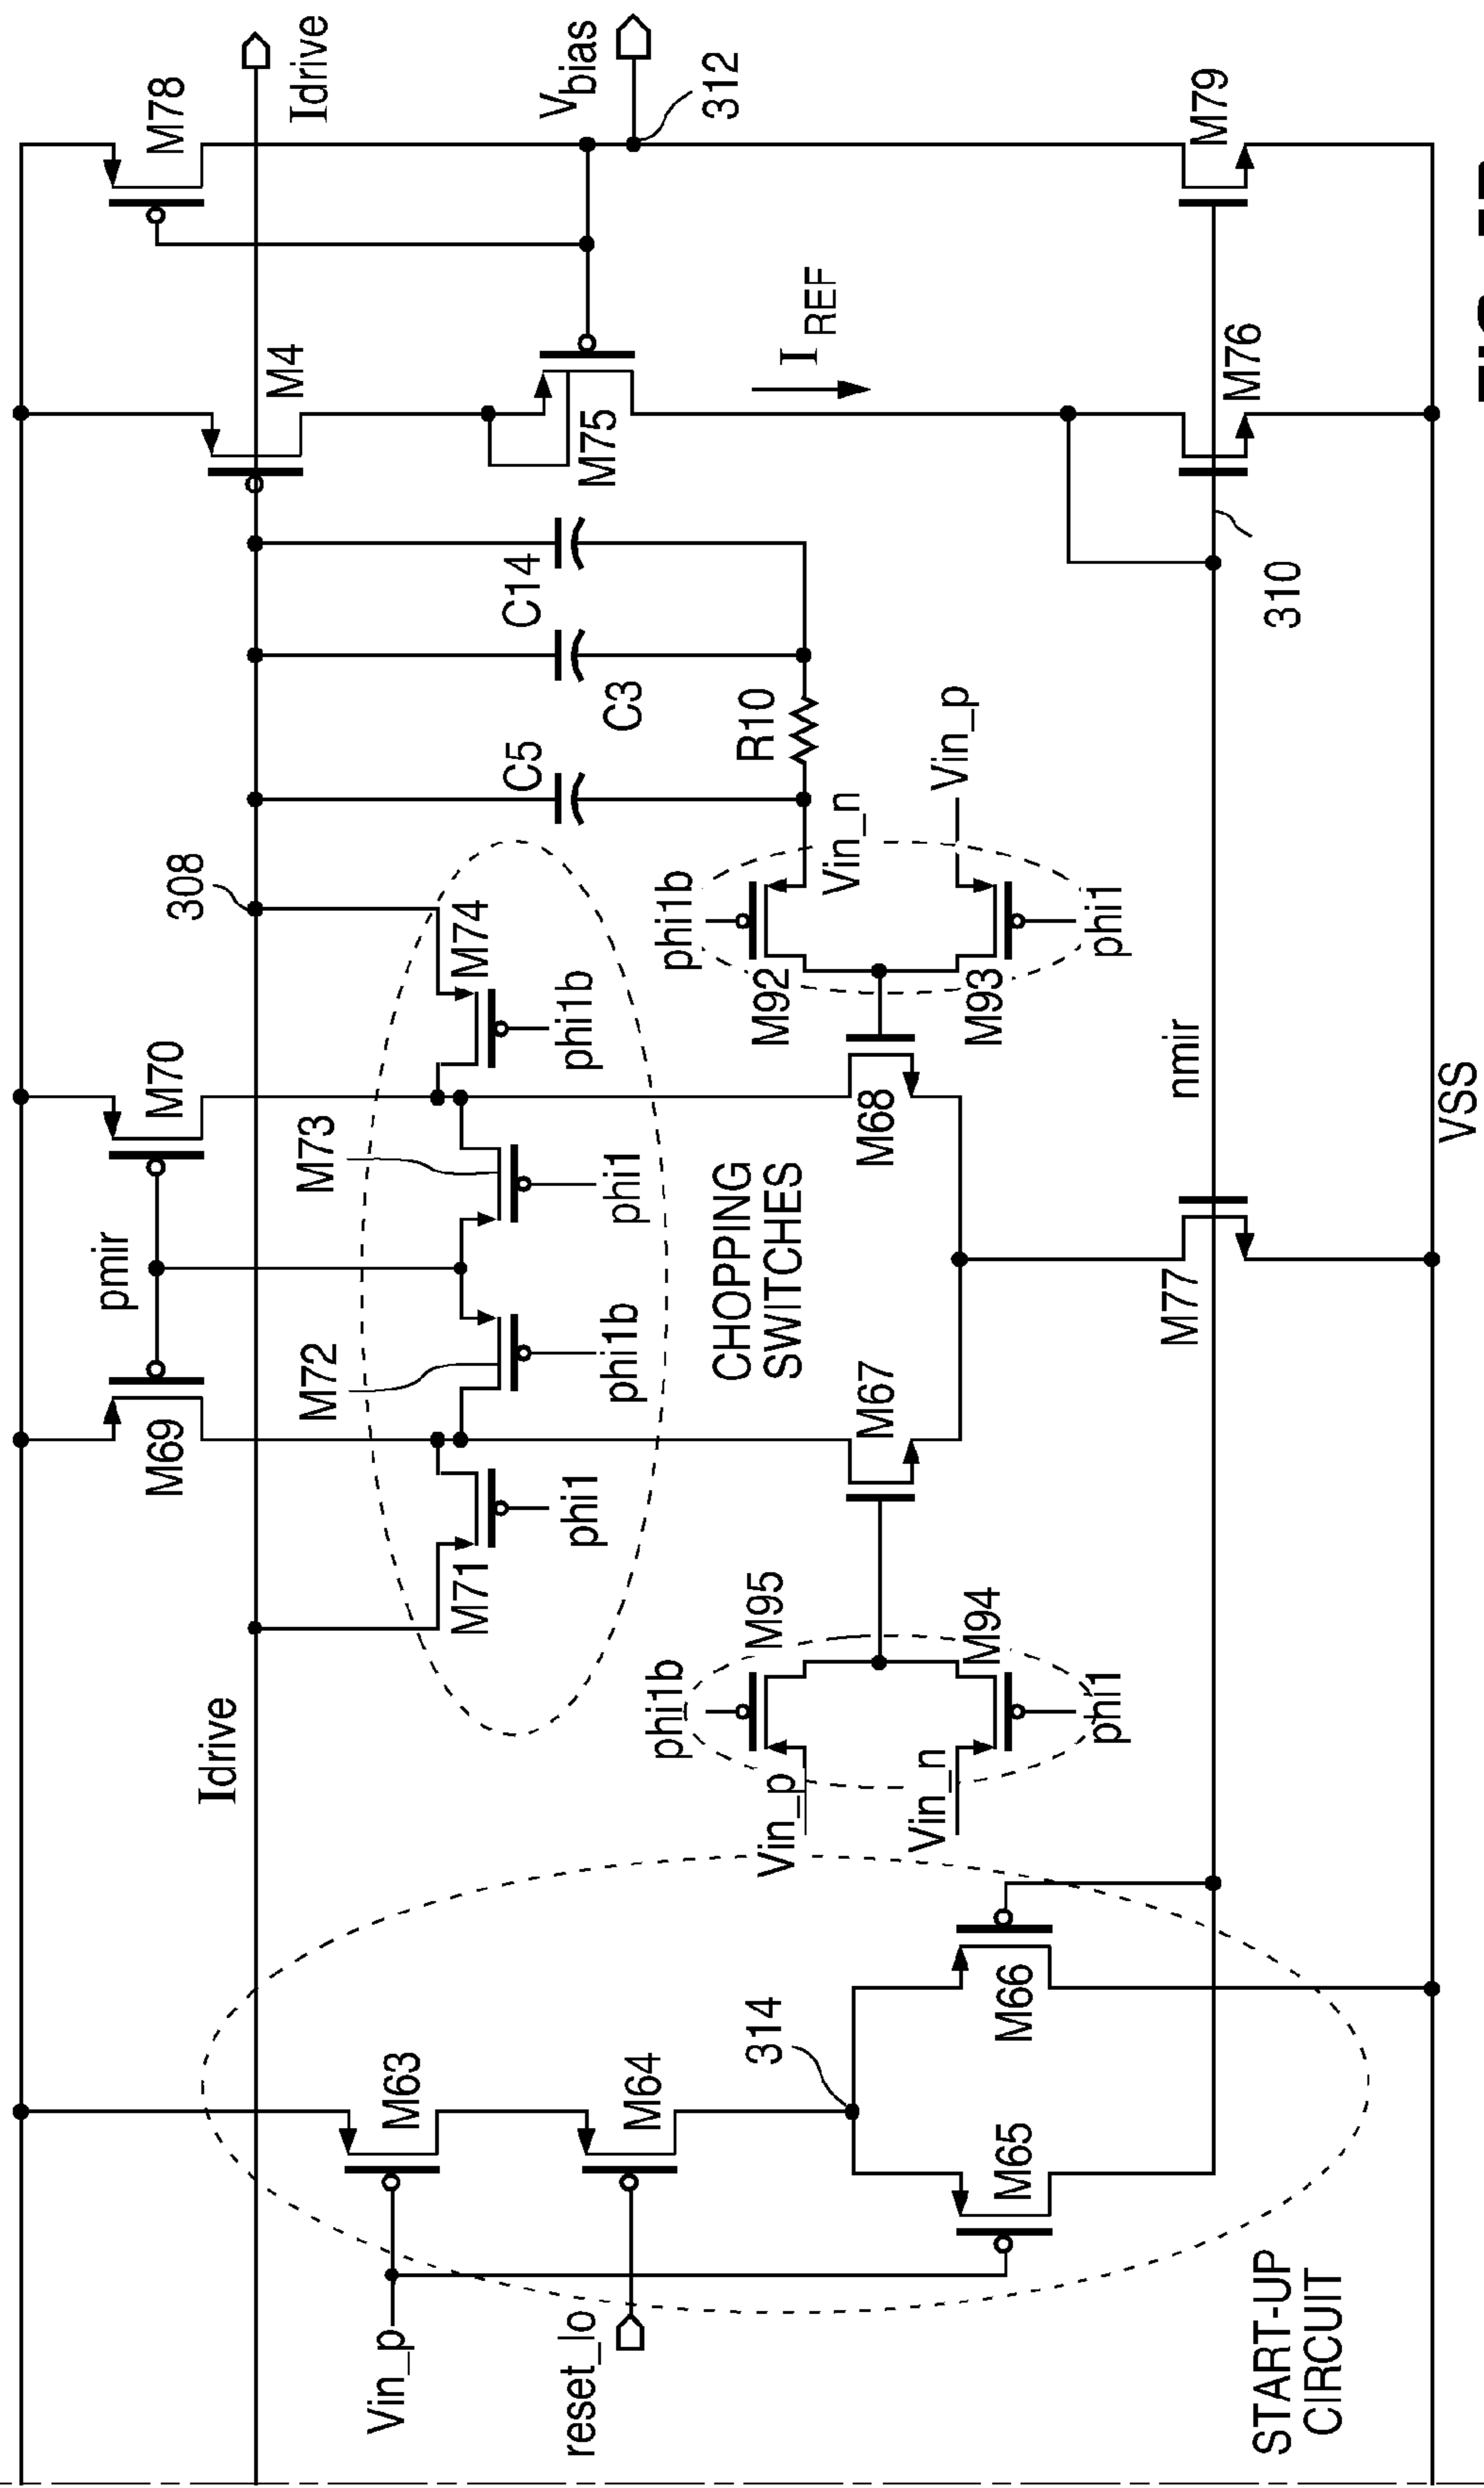 Idrive
M78
Vbias
312
M79
M4
M75
IREF
M76
310
C14
C3
C5
R10
Vin_n
Vin_p
308
phi1b
M92
M93
phi1
M74
phi1b
M70
M73
phi1
M68
nmir
VSS
pmir
CHOPPING
SWITCHES
M72
phi1b
M69
M71
phi1
M67
M77
Idrive
M95
M94
phi1b
phi1
Vin_p
Vin_n
M63
M64
314
M66
M65
Vin_p
reset_lo
START-UP
CIRCUIT